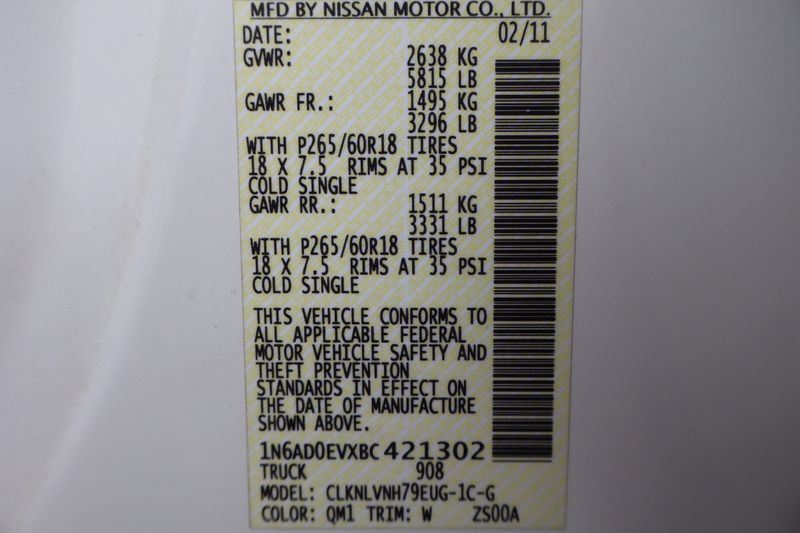 MFD BY NISSAN MOTOR CO., LTD.
DATE: 02/11
GVWR: 2638 KG
5815 LB
GAWR FR.: 1495 KG
3296 LB
WITH P265/60R18 TIRES
18 X 7.5 RIMS AT 35 PSI
COLD SINGLE
GAWR RR.: 1511 KG
3331 LB
WITH P265/60R18 TIRES
18 X 7.5 RIMS AT 35 PSI
COLD SINGLE
THIS VEHICLE CONFORMS TO
ALL APPLICABLE FEDERAL
MOTOR VEHICLE SAFETY AND
THEFT PREVENTION
STANDARDS IN EFFECT ON
THE DATE OF MANUFACTURE
SHOWN ABOVE.
1N6AD0EVXBC 421302
TRUCK 908
MODEL: CLKNLVNH79EUG-1C-G
COLOR: QM1 TRIM: W ZS00A